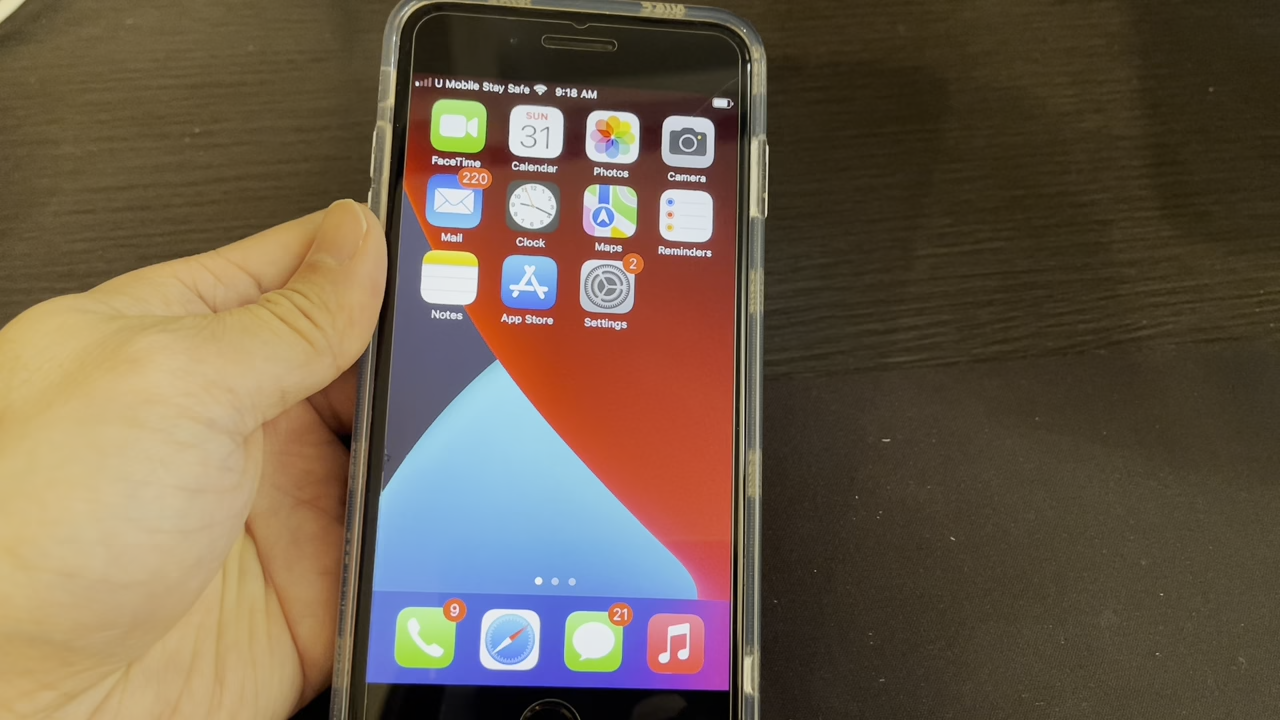 U Mobile Stay Safe 9:18 AM
SUN
31
FaceTime Calendar Photos Camera
220
Mail Clock Maps Reminders
2
Notes App Store Settings
9 21